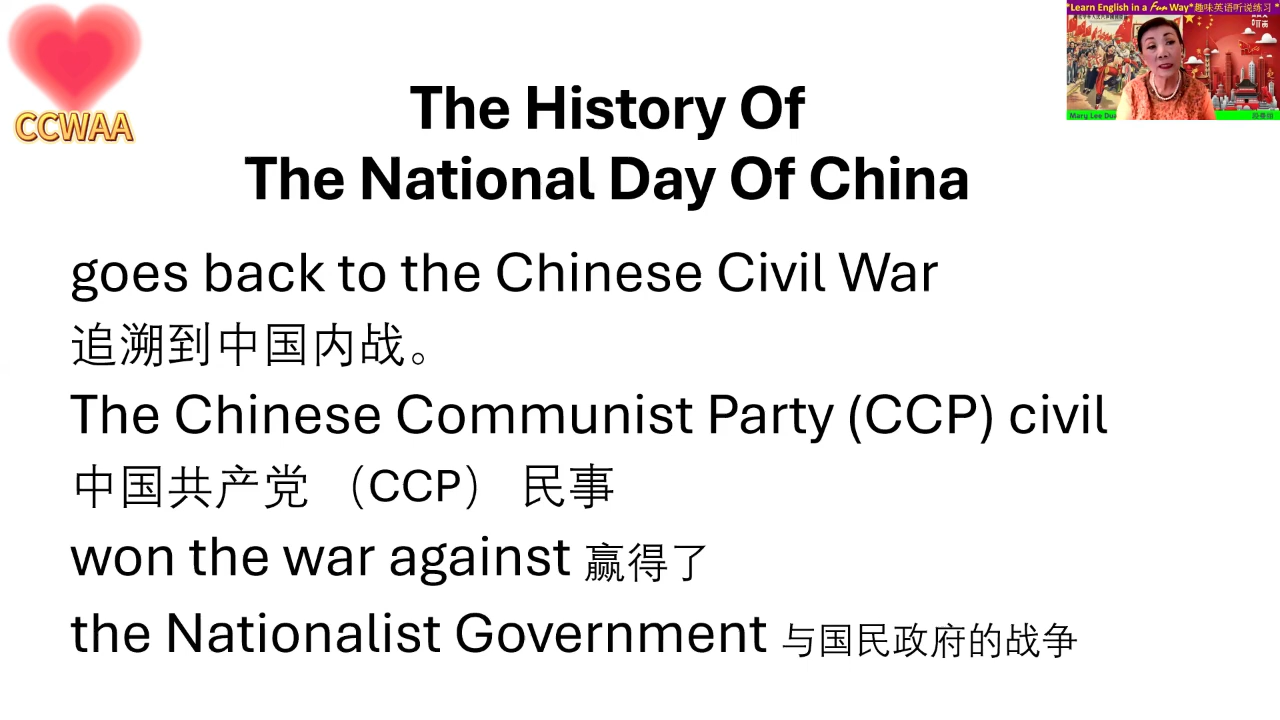 CCWAA
*Learn English in a Fun Way*趣味英语听说练习 *
The History Of
The National Day Of China
goes back to the Chinese Civil War
追溯到中国内战。
The Chinese Communist Party (CCP) civil
中国共产党 （CCP） 民事
won the war against 赢得了
the Nationalist Government 与国民政府的战争
Mary Lee Dua